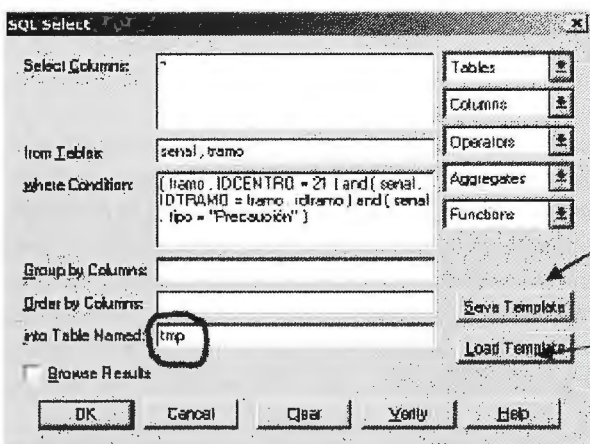 SQL Select
Select Columns:
*
Tables
Columns
Operators
Aggregates
Functions
from Tables:
senal , tramo
where Condition:
( tramo . IDCENTRO = 21 ) and ( senal .
IDTRAMO = tramo . idtramo ) and ( senal
. tipo = "Precaución" )
Group by Columns:
Order by Columns:
into Table Named:
tmp
Save Template
Load Template
Browse Results
OK
Cancel
Clear
Verify
Help